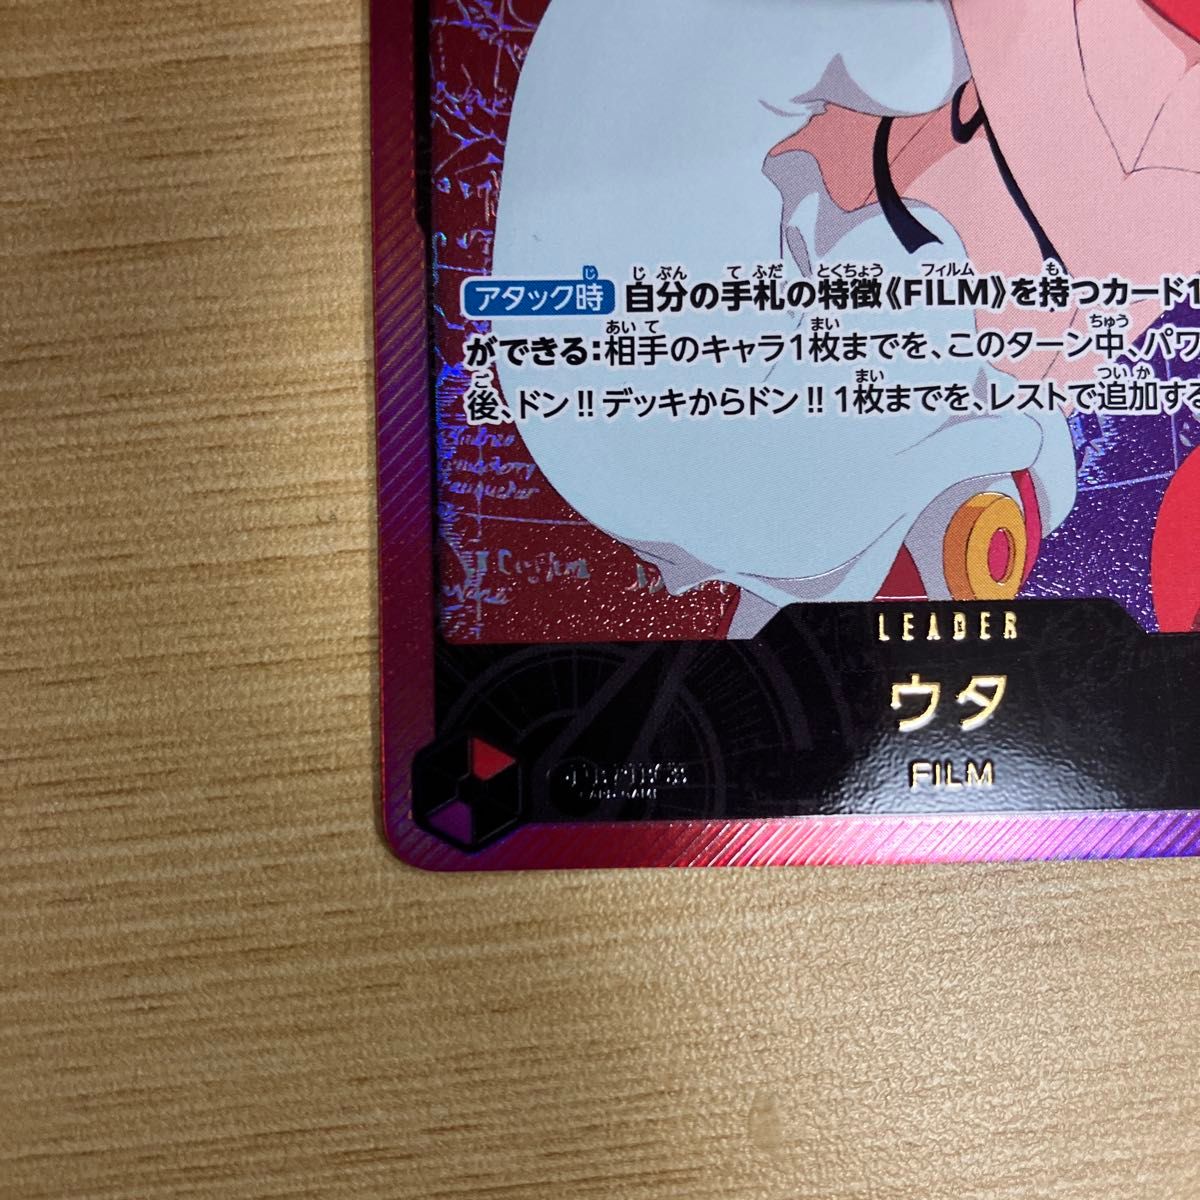 アタック時 自分の手札の特徴《FILM》を持つカード1
ができる：相手のキャラ1枚までを、このターン中、パワ
後、ドン!!デッキからドン!!1枚までを、レストで追加する
LEADER
ウタ
FILM